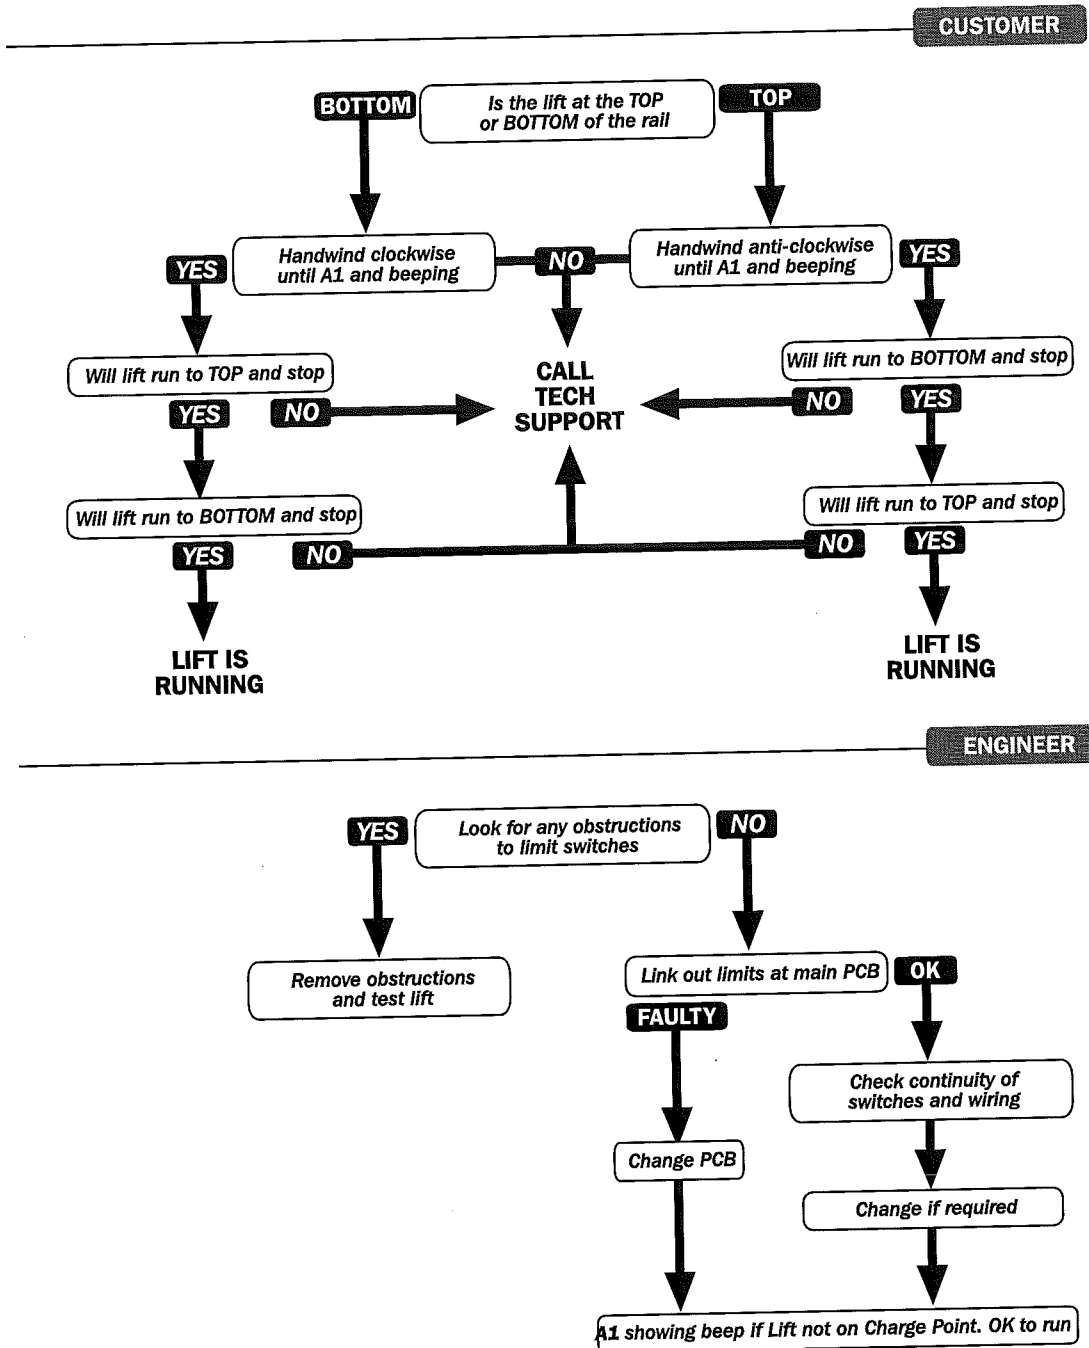 CUSTOMER
BOTTOM
Is the lift at the TOP
or BOTTOM of the rail
TOP
YES
Handwind clockwise
until A1 and beeping
NO
Handwind anti-clockwise
until A1 and beeping
YES
Will lift run to TOP and stop
CALL
TECH
SUPPORT
Will lift run to BOTTOM and stop
YES
NO
NO
YES
Will lift run to BOTTOM and stop
Will lift run to TOP and stop
YES
NO
NO
YES
LIFT IS
RUNNING
LIFT IS
RUNNING
ENGINEER
YES
Look for any obstructions
to limit switches
NO
Remove obstructions
and test lift
Link out limits at main PCB
OK
FAULTY
Check continuity of
switches and wiring
Change PCB
Change if required
A1 showing beep if Lift not on Charge Point. OK to run